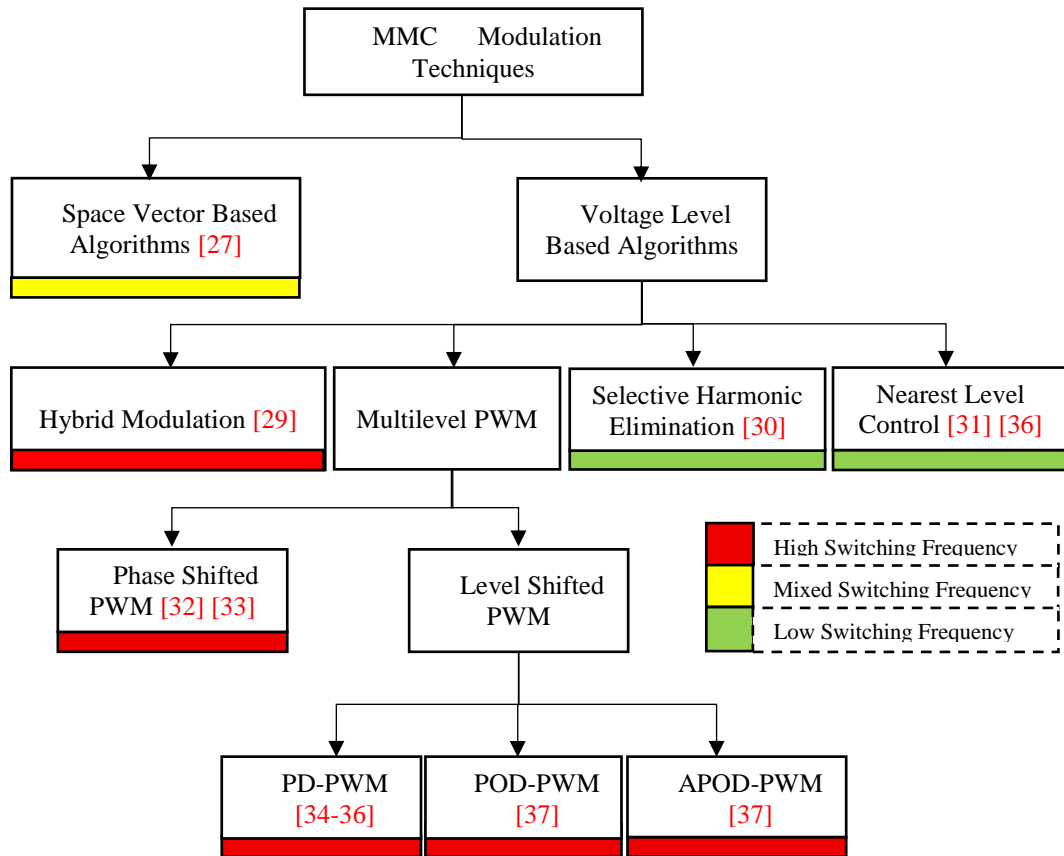 MMC Modulation
Techniques
Space Vector Based
Algorithms [27]
Voltage Level
Based Algorithms
Hybrid Modulation [29]
Multilevel PWM
Selective Harmonic
Elimination [30]
Nearest Level
Control [31] [36]
Phase Shifted
PWM [32] [33]
Level Shifted
PWM
High Switching Frequency
Mixed Switching Frequency
Low Switching Frequency
PD-PWM
[34-36]
POD-PWM
[37]
APOD-PWM
[37]